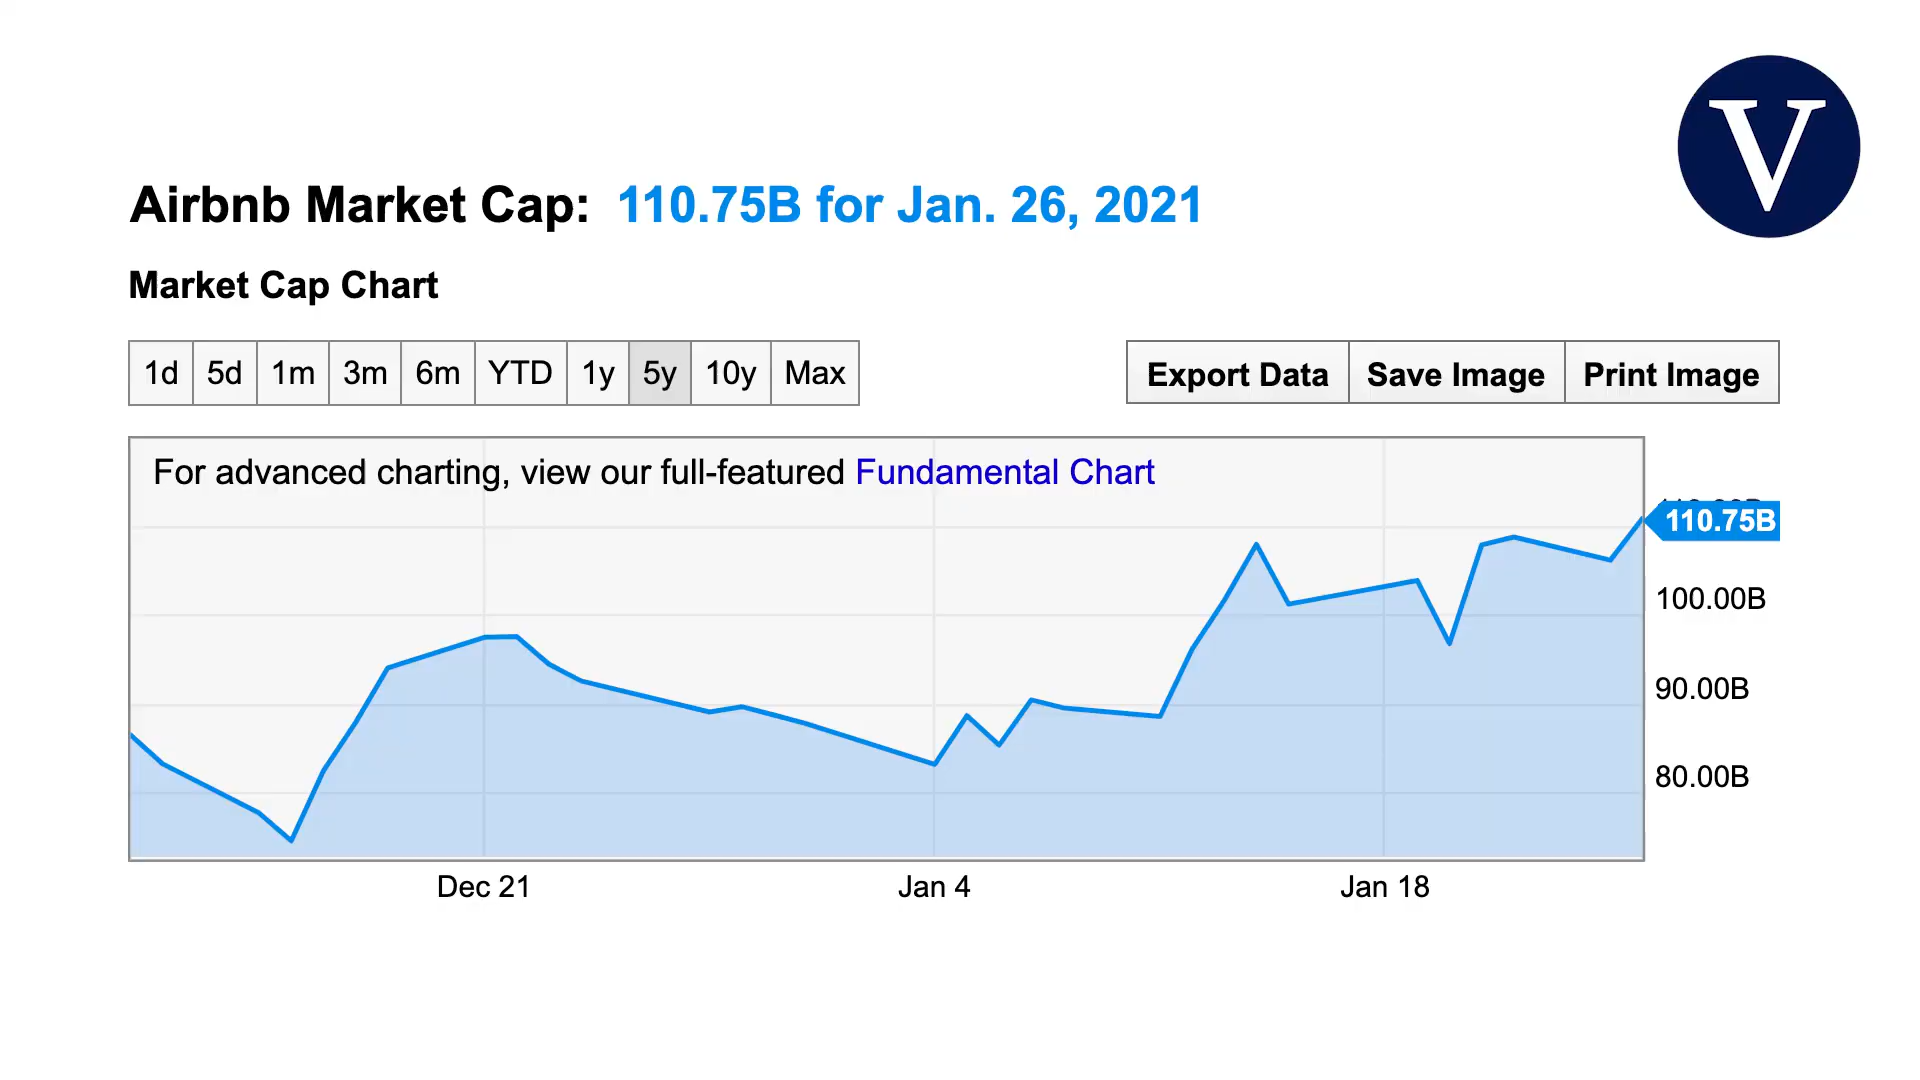 V
Airbnb Market Cap: 110.75B for Jan. 26, 2021
Market Cap Chart
1d 5d 1m 3m 6m YTD 1y 5y 10y Max
Export Data Save Image Print Image
For advanced charting, view our full-featured Fundamental Chart
110.75B
100.00B
90.00B
80.00B
Dec 21 Jan 4 Jan 18